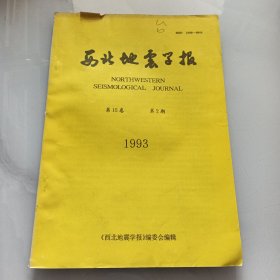 西北地震学报
NORTHWESTERN
SEISMOLOGICAL JOURNAL
第15卷 第2期
1993
《西北地震学报》编委会编辑